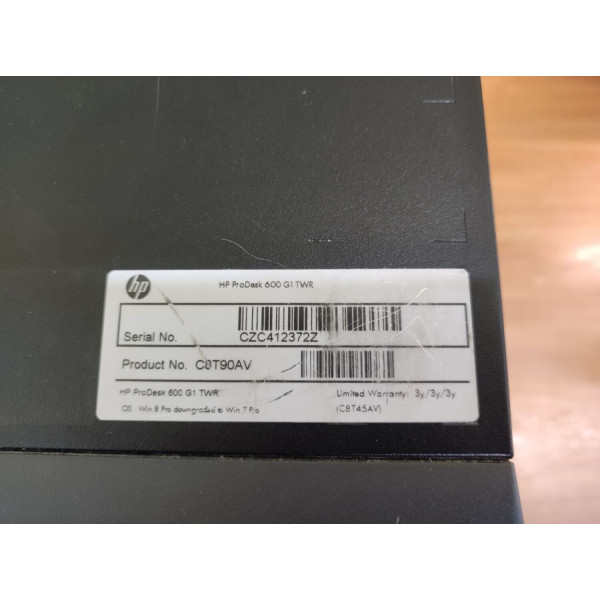 hp
HP ProDesk 600 G1 TWR
Serial No.
CZC412372Z
Product No. C8T90AV
HP ProDesk 600 G1 TWR
Limited Warranty: 3y/3y/3y
OS: Win 8 Pro downgraded to Win 7 Pro
(C8T45AV)